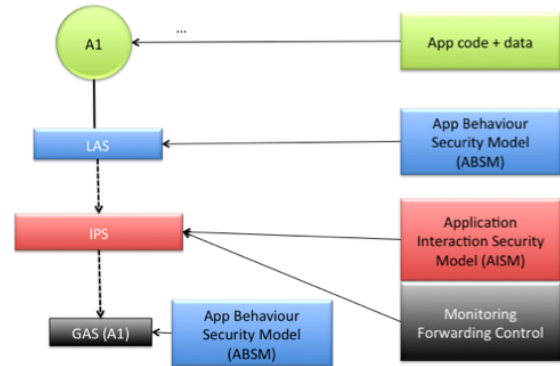 A1
...
App code + data
LAS
App Behaviour
Security Model
(ABSM)
IPS
Application
Interaction Security
Model (AISM)
Monitoring
Forwarding Control
GAS (A1)
App Behaviour
Security Model
(ABSM)